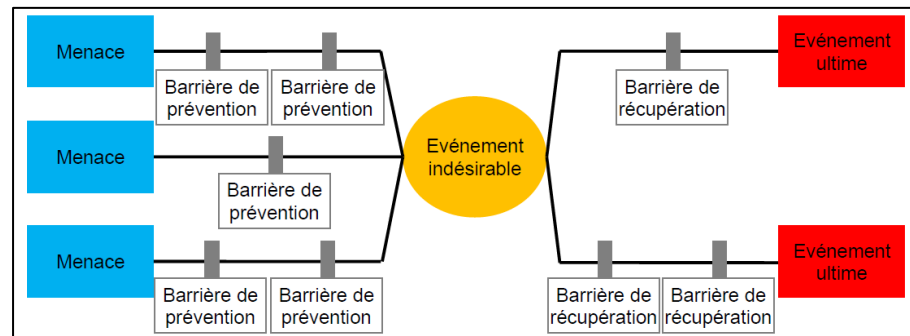 Menace
Barrière de
prévention
Barrière de
prévention
Barrière de
récupération
Evénement
ultime
Menace
Barrière de
prévention
Evénement
indésirable
Menace
Barrière de
prévention
Barrière de
prévention
Barrière de
récupération
Barrière de
récupération
Evénement
ultime